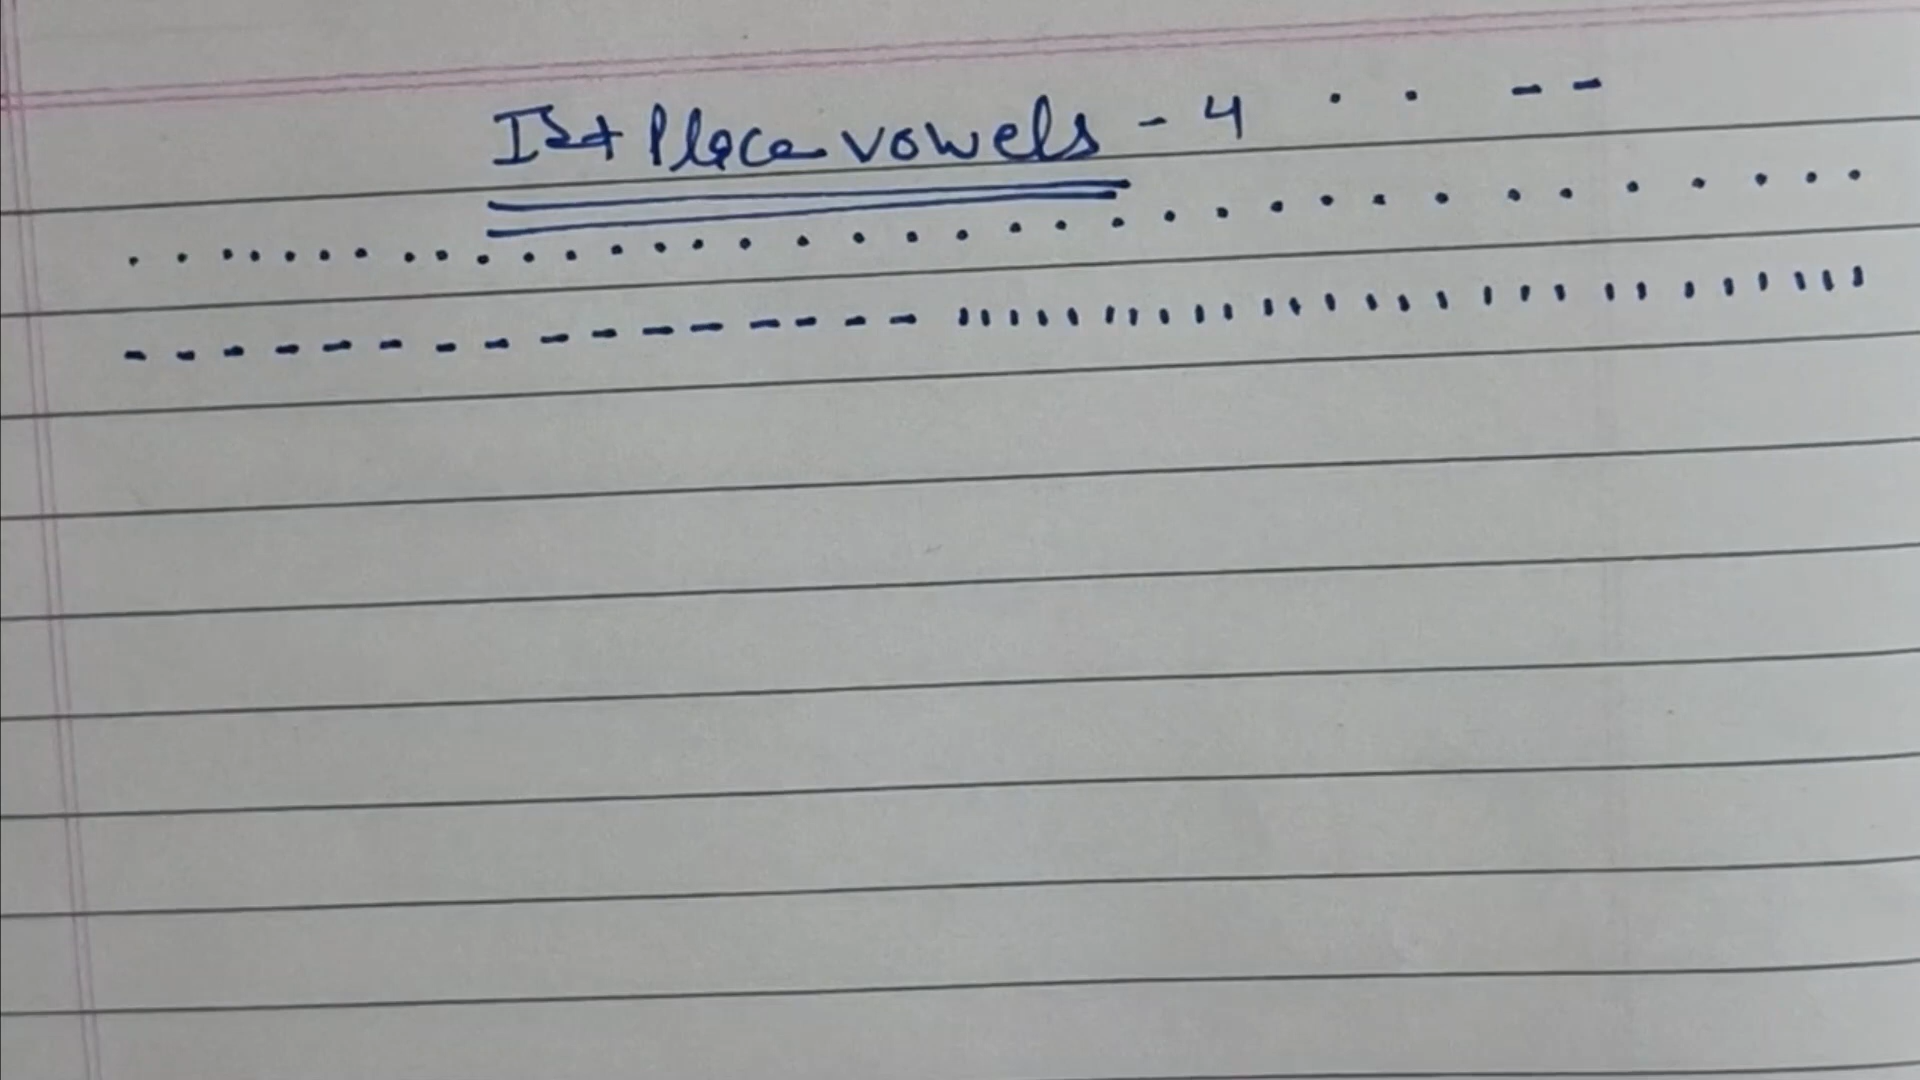 Ist Place vowels - 4 . . - -